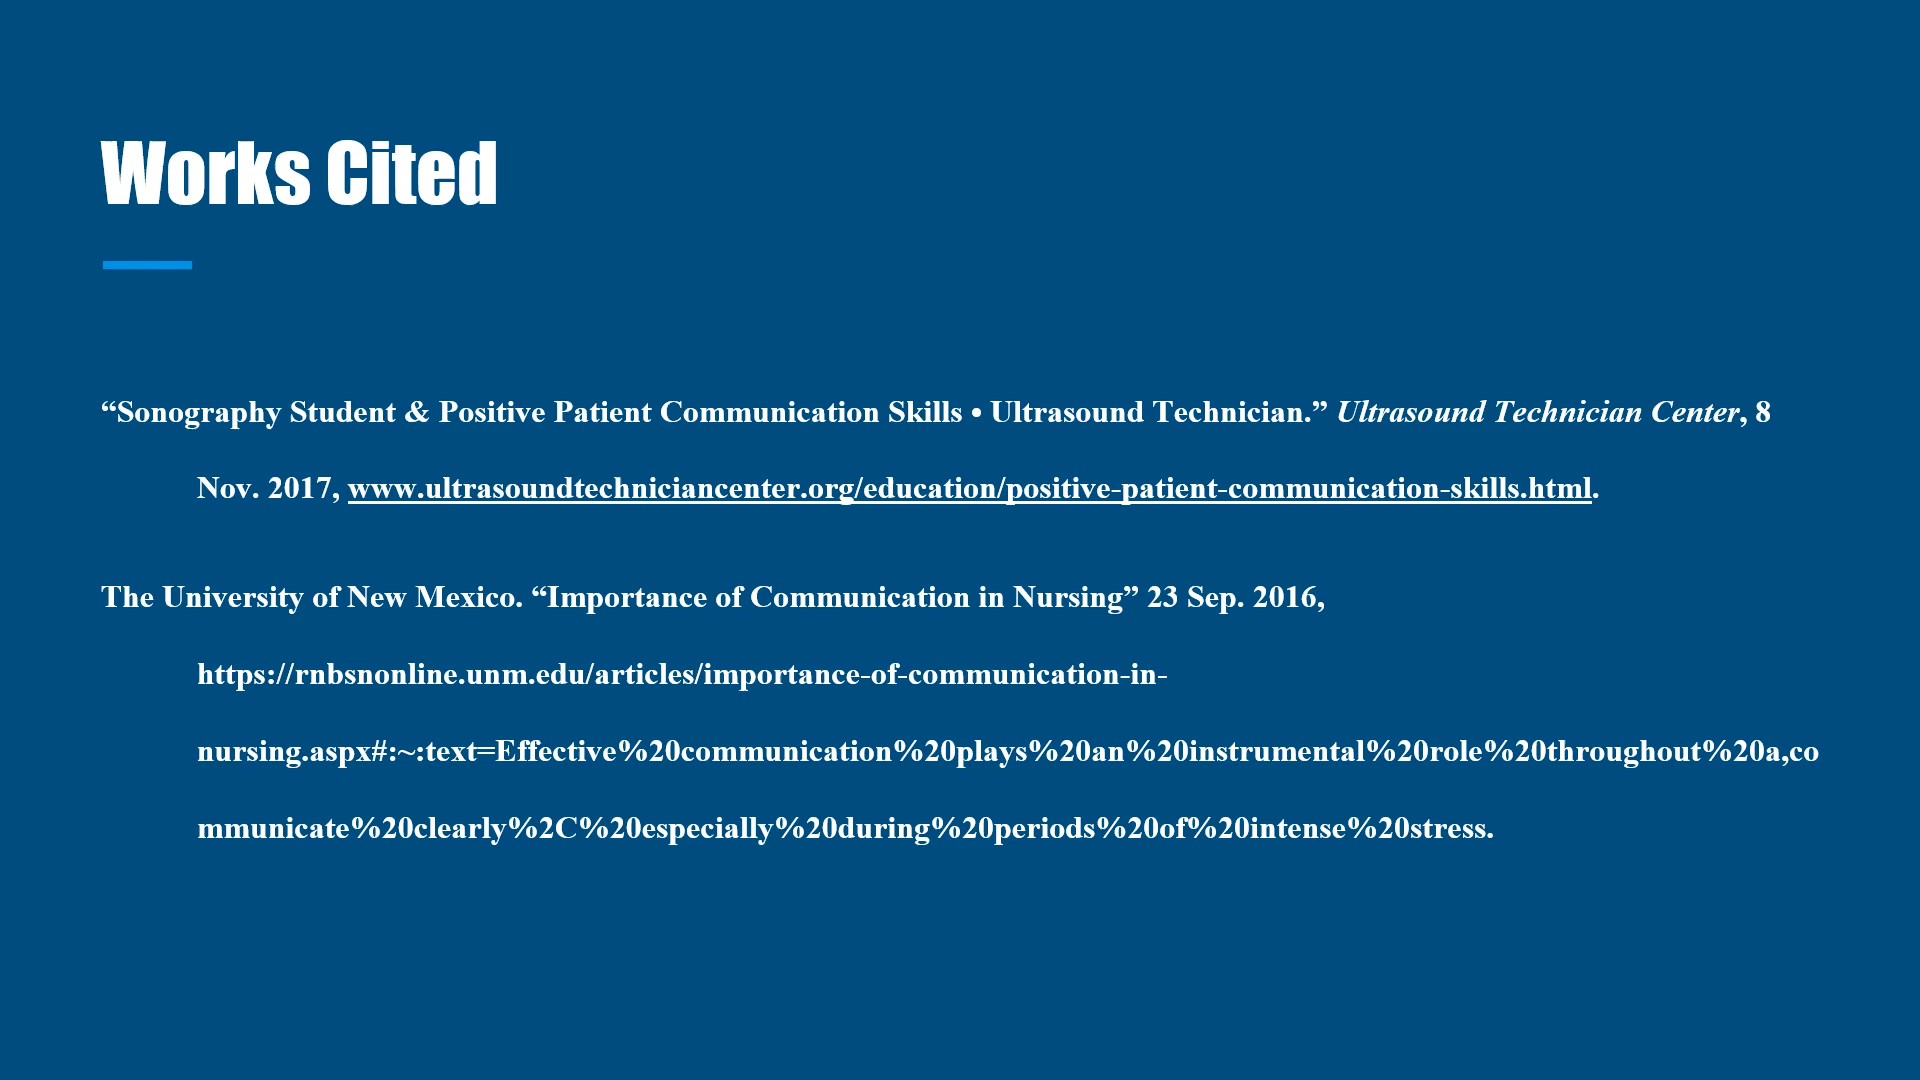 Works Cited
“Sonography Student & Positive Patient Communication Skills • Ultrasound Technician.” Ultrasound Technician Center, 8
Nov. 2017, www.ultrasoundtechniciancenter.org/education/positive-patient-communication-skills.html.
The University of New Mexico. “Importance of Communication in Nursing” 23 Sep. 2016,
https://rnbsnonline.unm.edu/articles/importance-of-communication-in-
nursing.aspx#:~:text=Effective%20communication%20plays%20an%20instrumental%20role%20throughout%20a,co
mmunicate%20clearly%2C%20especially%20during%20periods%20of%20intense%20stress.